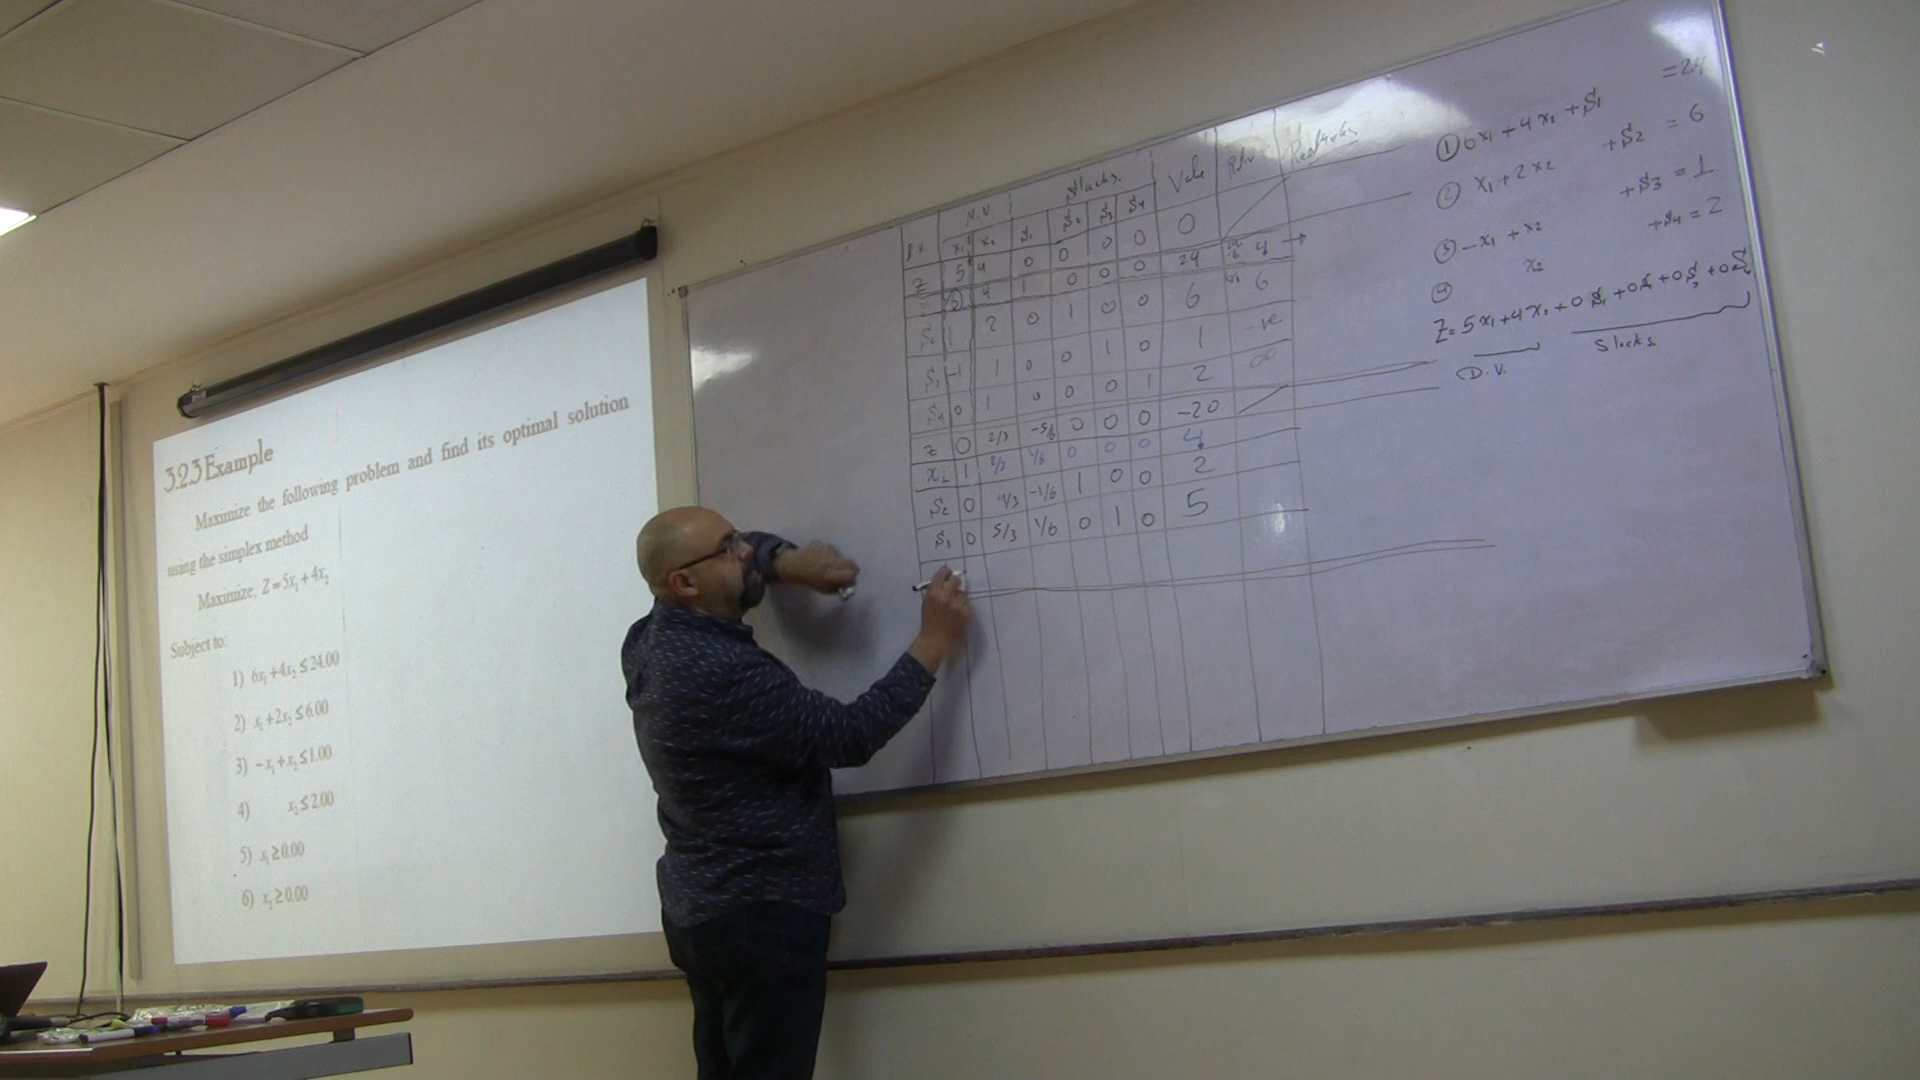 3.2.3 Example
Maximize the following problem and find its optimal solution
using the simplex method
Maximize, Z = 5x₁ + 4x₂
Subject to:
1) 6x₁ + 4x₂ ≤ 24.00
2) x₁ + 2x₂ ≤ 6.00
3) -x₁ + x₂ ≤ 1.00
4) x₂ ≤ 2.00
5) x₁ ≥ 0.00
6) x₂ ≥ 0.00
Slacks. Value
x₁ x₂ S₁ S₂ S₃ S₄
Z 5 4 0 0 0 0 0
6 4 1 0 0 0 24 4 →
S₂ 1 2 0 1 0 0 6 6
S₃ -1 1 0 0 1 0 1 -ve
S₄ 0 1 0 0 0 1 2 ∞
Z 0 2/3 -5/6 0 0 0 -20
x₁ 1 2/3 1/6 0 0 0 4
S₂ 0 4/3 -1/6 1 0 0 2
S₃ 0 5/3 1/6 0 1 0 5
① 6x₁ + 4x₂ + S₁ = 24
② x₁ + 2x₂ + S₂ = 6
③ -x₁ + x₂ + S₃ = 1
④ x₂ + S₄ = 2
Z = 5x₁ + 4x₂ + 0S₁ + 0S₂ + 0S₃ + 0S₄
D.V. Slacks